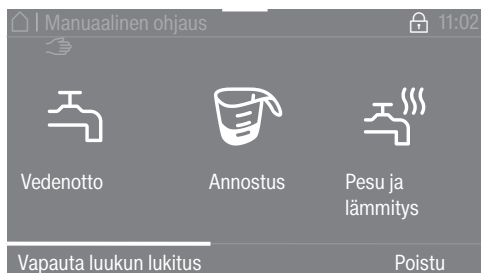 | Manuaalinen ohjaus 11:02
Vedenotto Annostus Pesu ja
lämmitys
Vapauta luukun lukitus Poistu